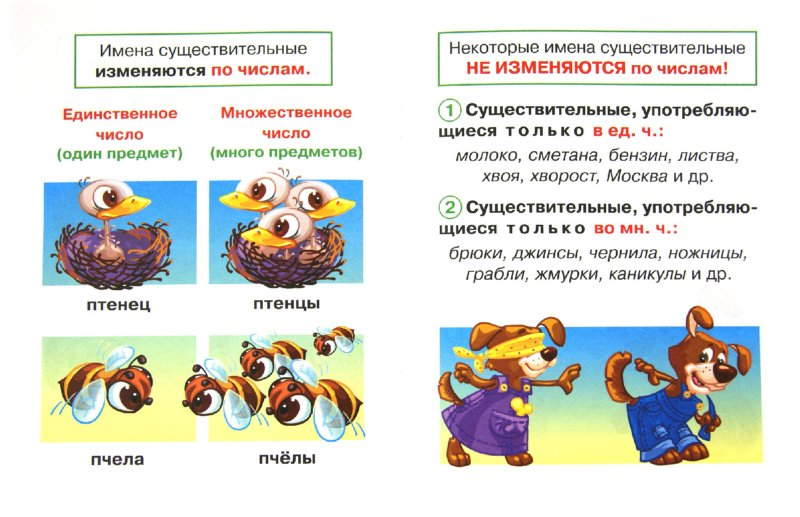 Имена существительные
изменяются по числам.
Единственное
число
(один предмет)
Множественное
число
(много предметов)
птенец
птенцы
пчела
пчёлы
Некоторые имена существительные
НЕ ИЗМЕНЯЮТСЯ по числам!
1 Существительные, употребляю-
щиеся только в ед. ч.:
молоко, сметана, бензин, листва,
хвоя, хворост, Москва и др.
2 Существительные, употребляю-
щиеся только во мн. ч.:
брюки, джинсы, чернила, ножницы,
грабли, жмурки, каникулы и др.